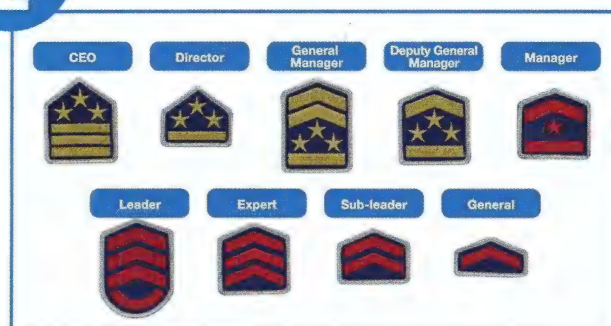 CEO
Director
General
Manager
Deputy General
Manager
Manager
Leader
Expert
Sub-leader
General